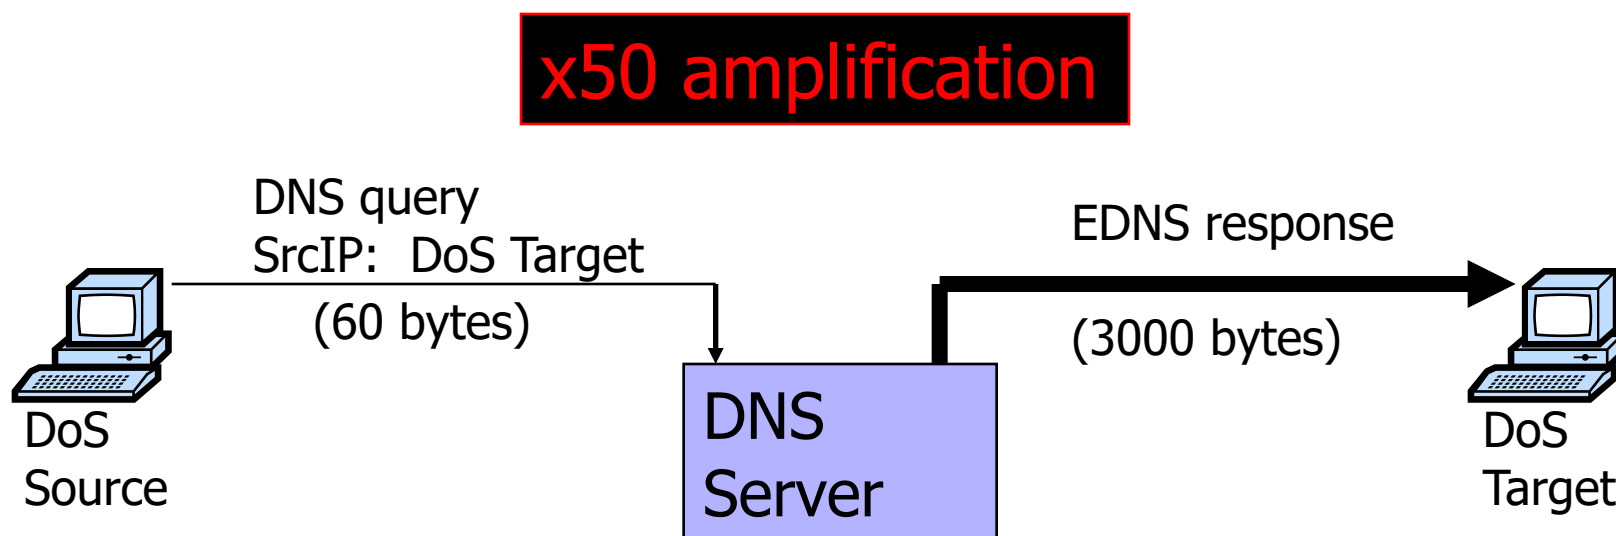 x50 amplification
DNS query
SrcIP: DoS Target
(60 bytes)
EDNS response
(3000 bytes)
DoS
Source
DNS
Server
DoS
Target